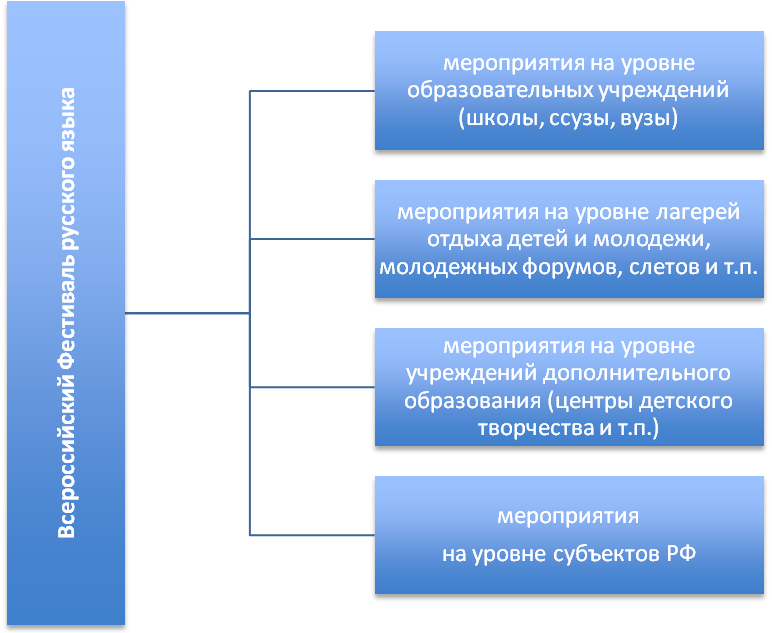 Всероссийский Фестиваль русского языка
мероприятия на уровне
образовательных учреждений
(школы, ссузы, вузы)
мероприятия на уровне лагерей
отдыха детей и молодежи,
молодежных форумов, слетов и т.п.
мероприятия на уровне
учреждений дополнительного
образования (центры детского
творчества и т.п.)
мероприятия
на уровне субъектов РФ